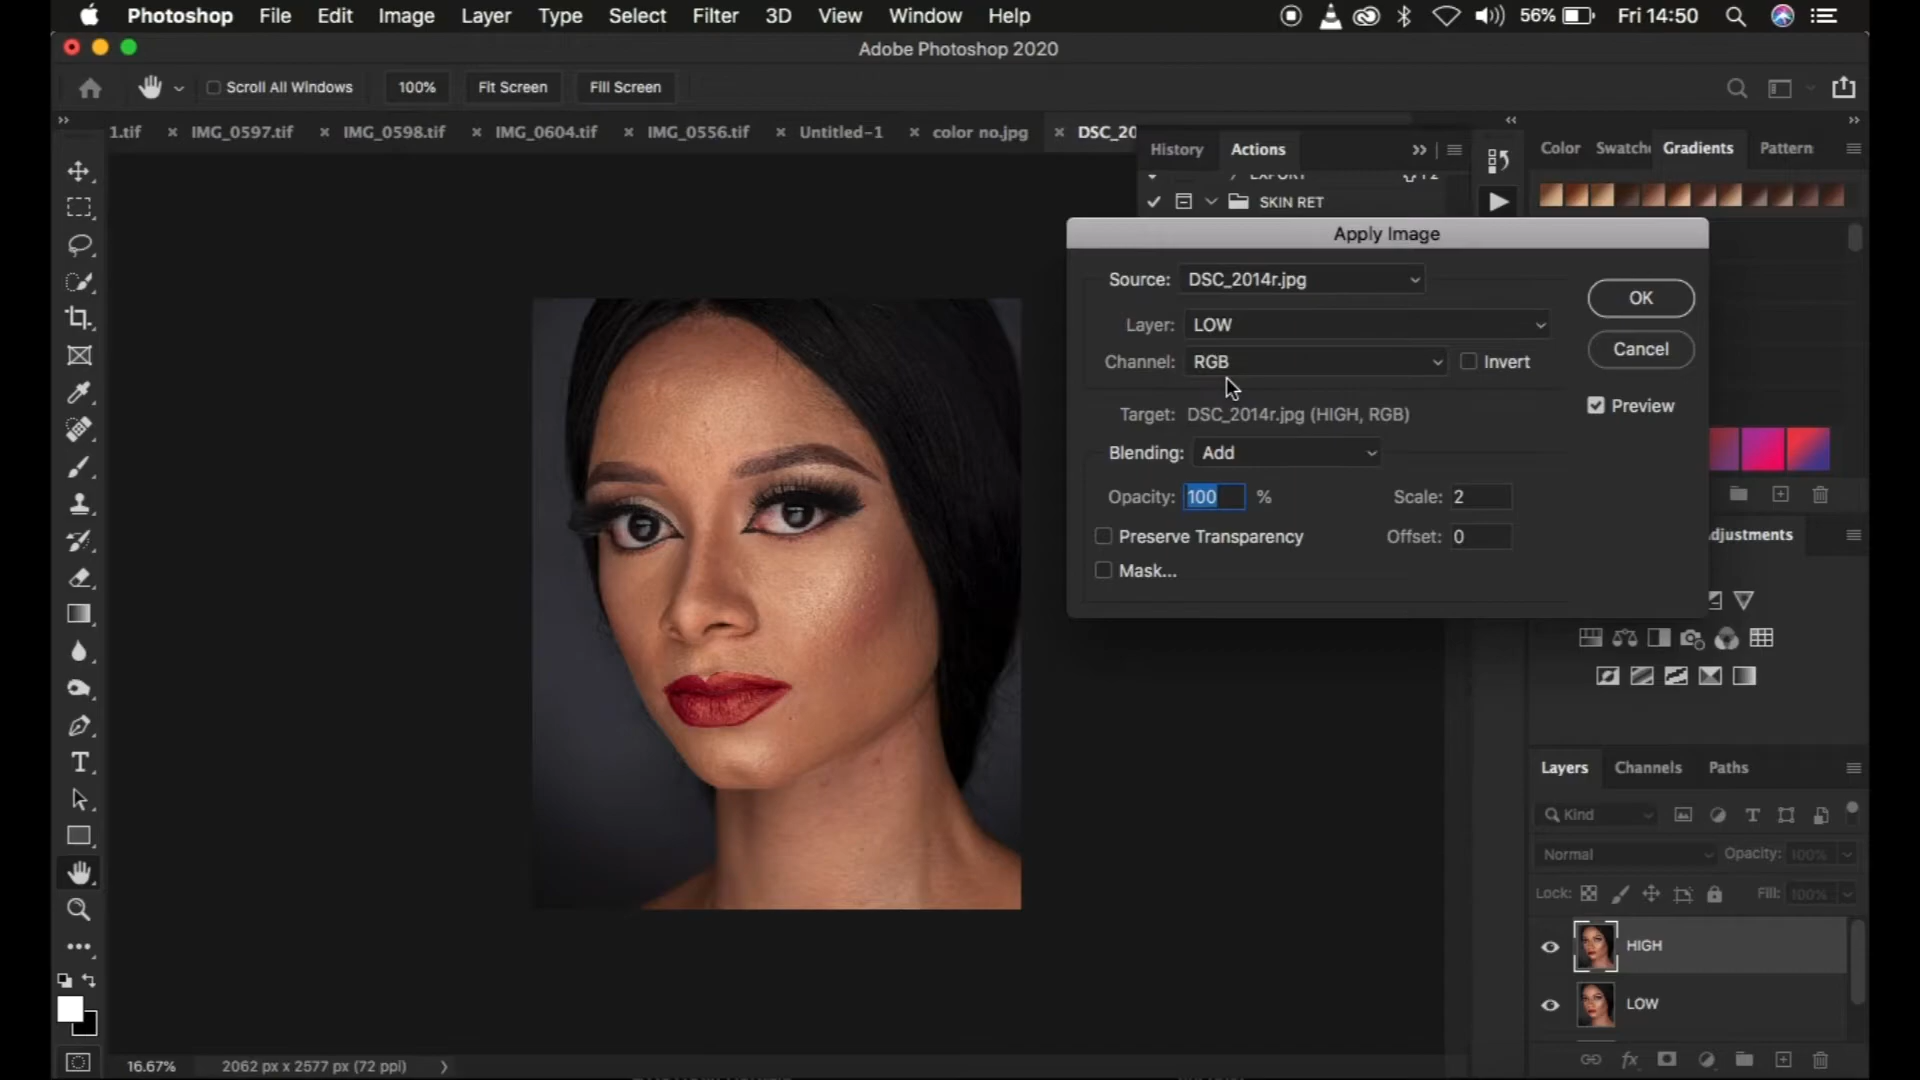 Photoshop File Edit Image Layer Type Select Filter 3D View Window Help 56% Fri 14:50
Adobe Photoshop 2020
Scroll All Windows 100% Fit Screen Fill Screen
1.tif × IMG_0597.tif × IMG_0598.tif × IMG_0604.tif × IMG_0556.tif × Untitled-1 × color no.jpg × DSC_20
History Actions
Color Swatche Gradients Pattern
EXPORT
SKIN RET
Apply Image
Source: DSC_2014r.jpg
OK
Layer: LOW
Cancel
Channel: RGB Invert
Preview
Target: DSC_2014r.jpg (HIGH, RGB)
Blending: Add
Opacity: 100 % Scale: 2
Preserve Transparency Offset: 0
Mask...
djustments
Layers Channels Paths
Kind
Normal Opacity: 100%
Lock: Fill: 100%
HIGH
LOW
16.67% 2062 px x 2577 px (72 ppi)